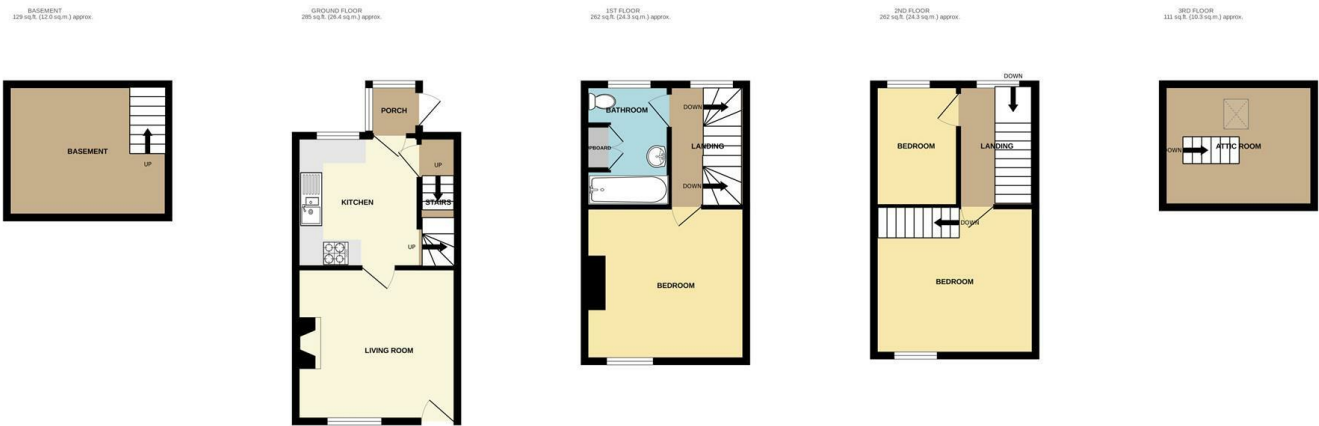 BASEMENT
129 sq.ft. (12.0 sq.m.) approx.
BASEMENT
UP
GROUND FLOOR
285 sq.ft. (26.4 sq.m.) approx.
PORCH
UP
KITCHEN
STAIRS
UP
LIVING ROOM
1ST FLOOR
262 sq.ft. (24.3 sq.m.) approx.
BATHROOM
DOWN
UPBOARD
LANDING
DOWN
BEDROOM
2ND FLOOR
262 sq.ft. (24.3 sq.m.) approx.
DOWN
BEDROOM
LANDING
DOWN
BEDROOM
3RD FLOOR
111 sq.ft. (10.3 sq.m.) approx.
DOWN
ATTIC ROOM